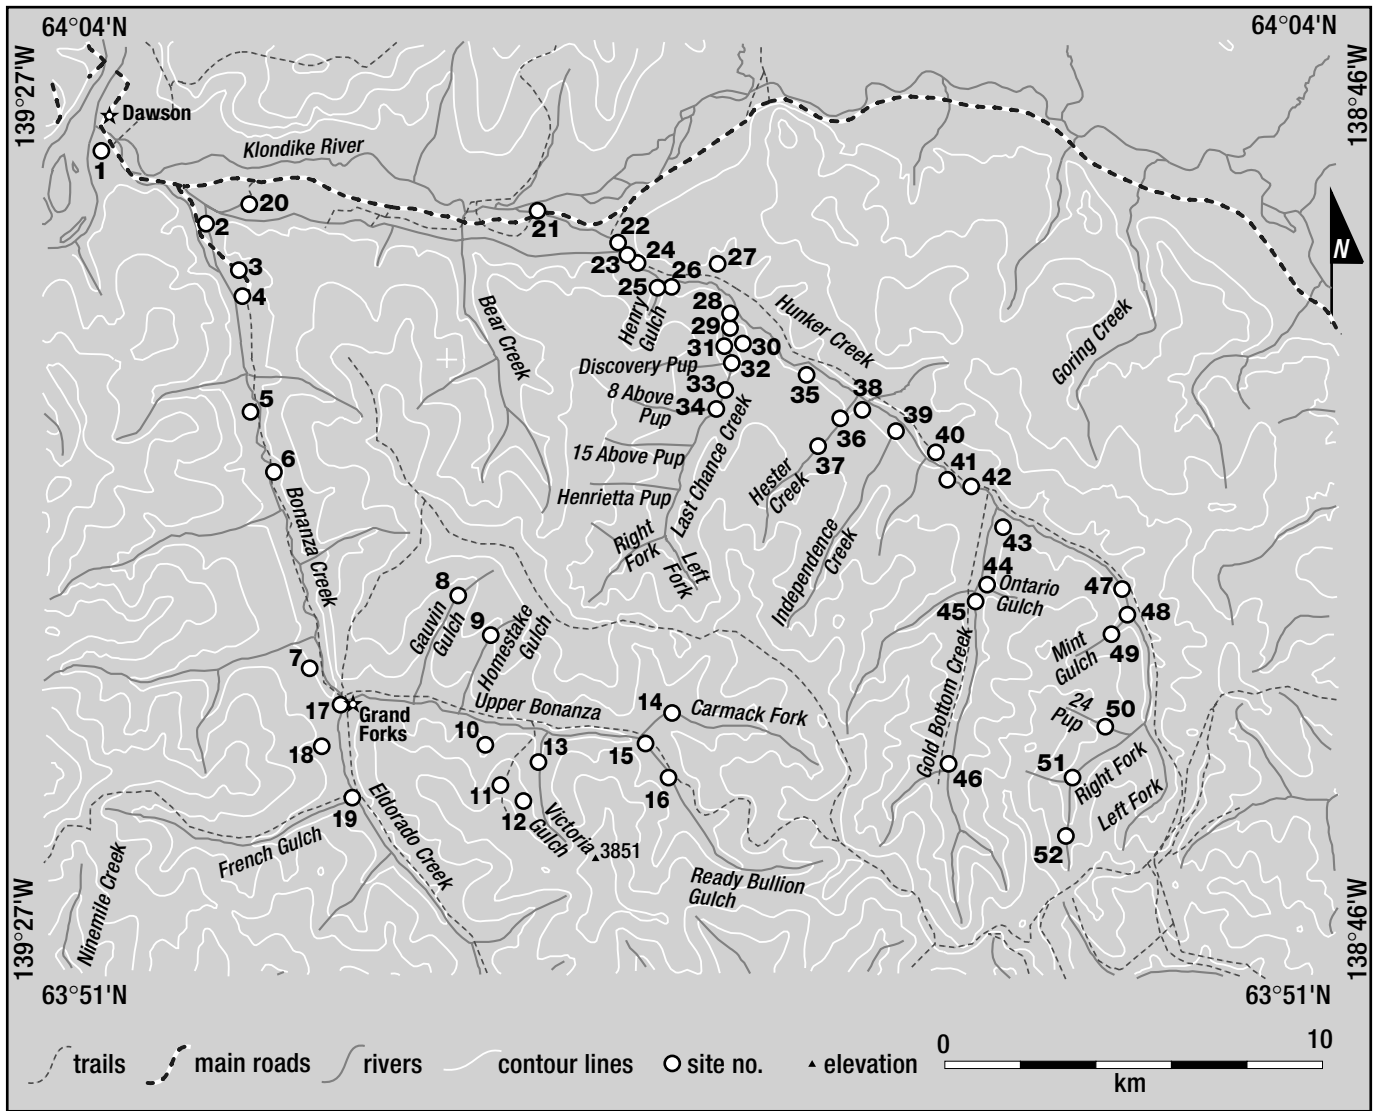 64°04'N
64°04'N
139°27'W
138°46'W
Dawson
Klondike River
1
20
2
21
22
3
23
24
27
4
25
26
N
Henry
Gulch
28
Hunker Creek
Bear Creek
29
30
31
Goring Creek
Discovery Pup
32
35
33
38
8 Above
Pup
34
39
5
36
40
15 Above Pup
37
41
42
6
Last Chance Creek
Hester
Creek
Henrietta Pup
Bonanza Creek
43
Right
Fork
Left
Fork
Independence
Creek
44
Ontario
Gulch
47
8
45
48
Gauvin
Gulch
9
Homestake
Gulch
Mint
Gulch
49
7
Gold Bottom Creek
17
Grand
Forks
Upper Bonanza
14
Carmack Fork
24
Pup
50
18
10
13
15
46
51
Right Fork
11
16
19
Eldorado Creek
12
Victoria
Gulch
3851
Left Fork
French Gulch
52
Ninemile Creek
Ready Bullion
Gulch
139°27'W
138°46'W
63°51'N
63°51'N
trails
main roads
rivers
contour lines
site no.
elevation
0
10
km